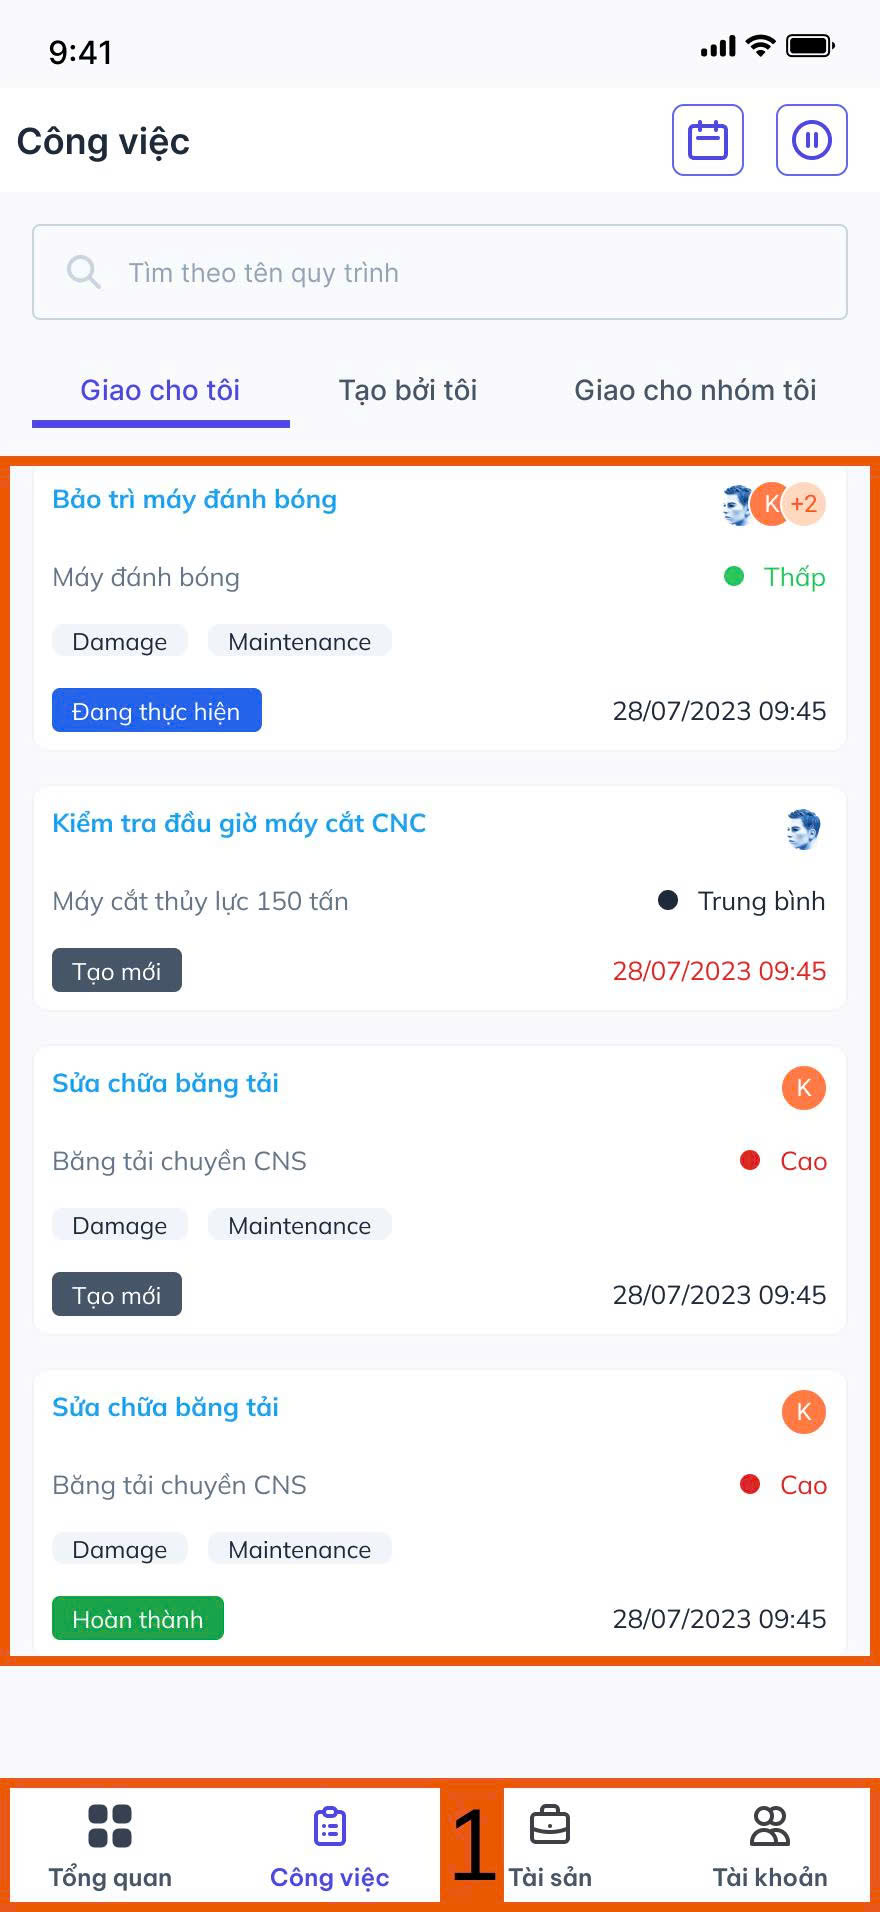 9:41
Công việc
Tìm theo tên quy trình
Giao cho tôi Tạo bởi tôi Giao cho nhóm tôi
Bảo trì máy đánh bóng K +2
Máy đánh bóng Thấp
Damage Maintenance
Đang thực hiện 28/07/2023 09:45
Kiểm tra đầu giờ máy cắt CNC
Máy cắt thủy lực 150 tấn Trung bình
Tạo mới 28/07/2023 09:45
Sửa chữa băng tải K
Băng tải chuyền CNS Cao
Damage Maintenance
Tạo mới 28/07/2023 09:45
Sửa chữa băng tải K
Băng tải chuyền CNS Cao
Damage Maintenance
Hoàn thành 28/07/2023 09:45
1
Tổng quan Công việc Tài sản Tài khoản